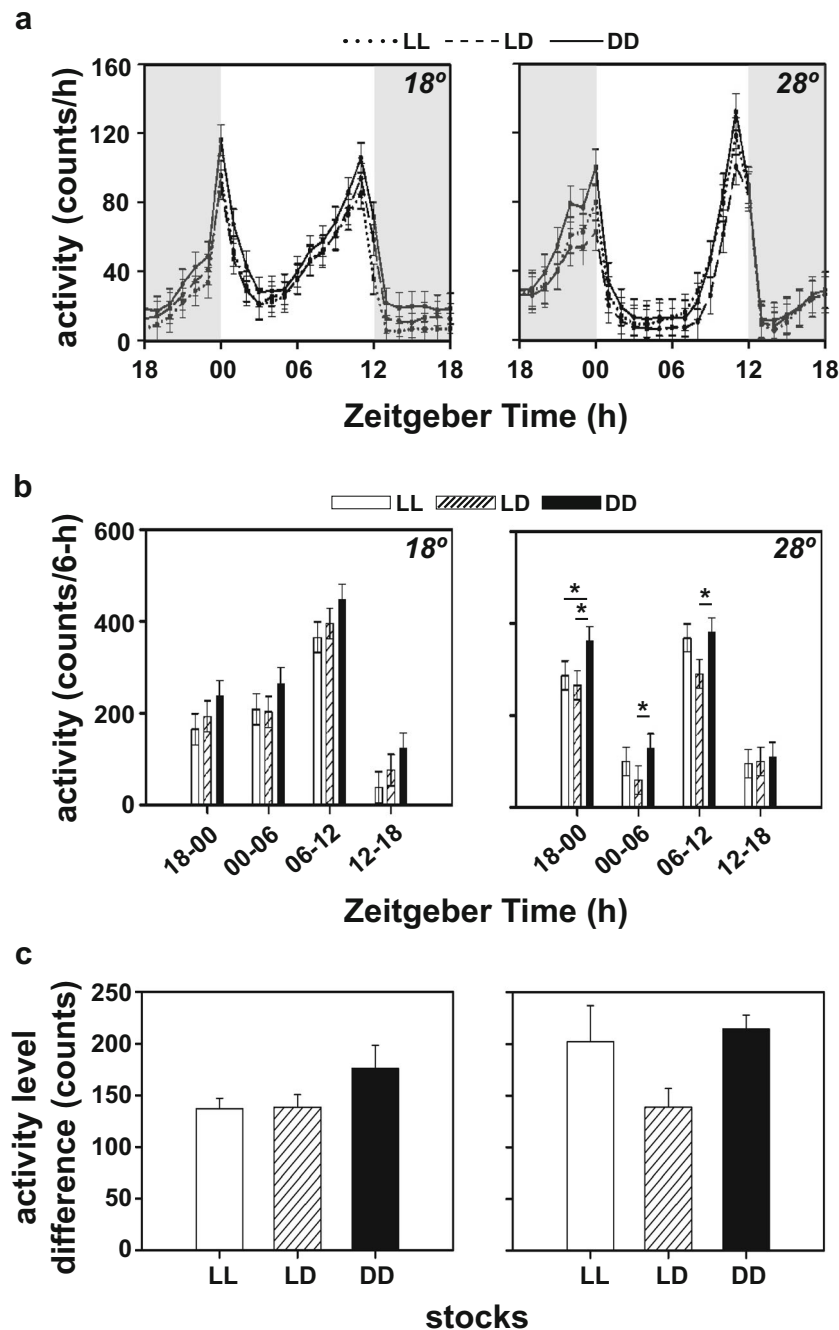 a
LL LD DD
160
120
80
40
0
activity (counts/h)
18º
28º
18 00 06 12 18
18 00 06 12 18
Zeitgeber Time (h)
b
LL LD DD
600
400
200
0
activity (counts/6-h)
18º
28º
* * * *
18-00 00-06 06-12 12-18
18-00 00-06 06-12 12-18
Zeitgeber Time (h)
c
250
200
150
100
50
0
activity level
difference (counts)
LL LD DD
LL LD DD
stocks